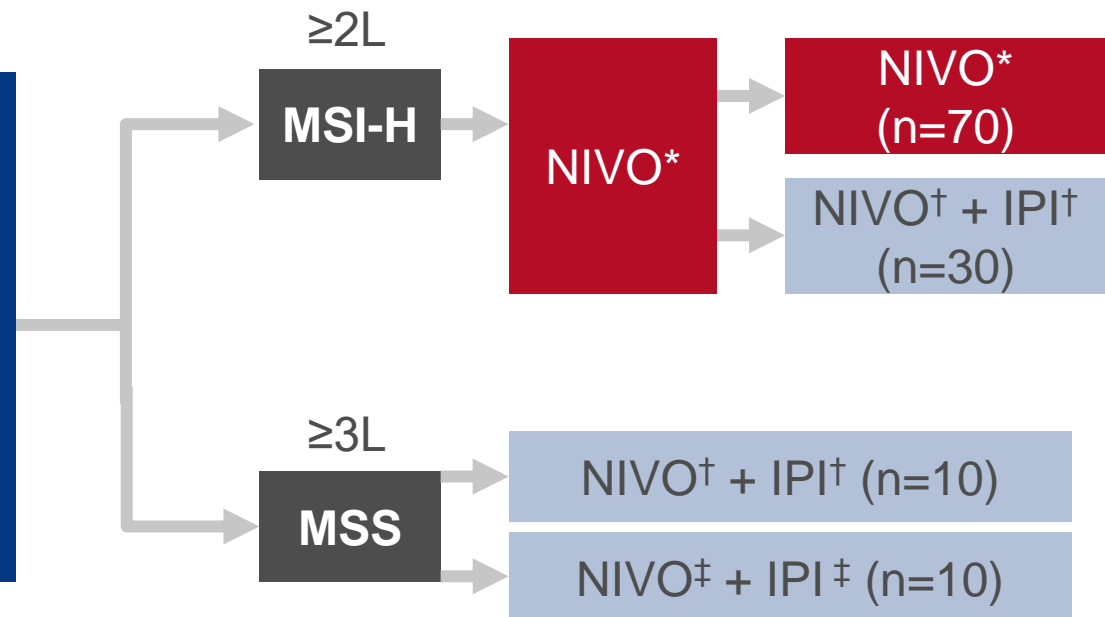 ≥2L
MSI-H
NIVO*
NIVO*
(n=70)
NIVO† + IPI†
(n=30)
≥3L
MSS
NIVO† + IPI† (n=10)
NIVO‡ + IPI ‡ (n=10)